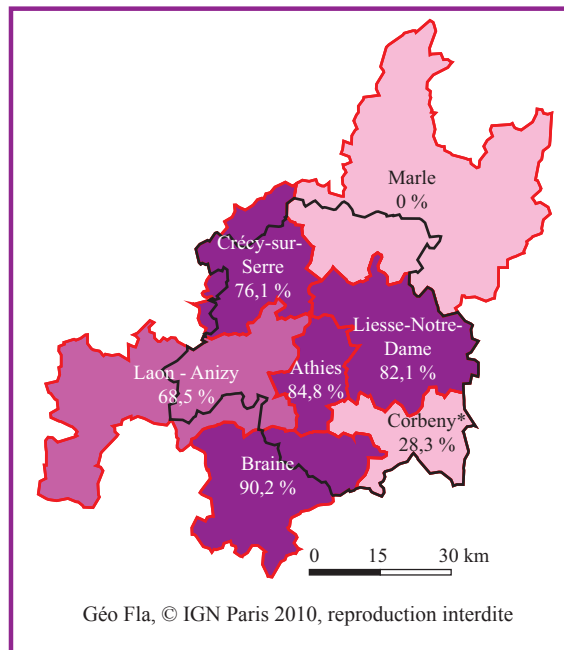 Marle
0 %
Crécy-sur-
Serre
76,1 %
Liesse-Notre-
Dame
82,1 %
Laon - Anizy
68,5 %
Athies
84,8 %
Corbeny*
28,3 %
Braine
90,2 %
0 15 30 km
Géo Fla, © IGN Paris 2010, reproduction interdite